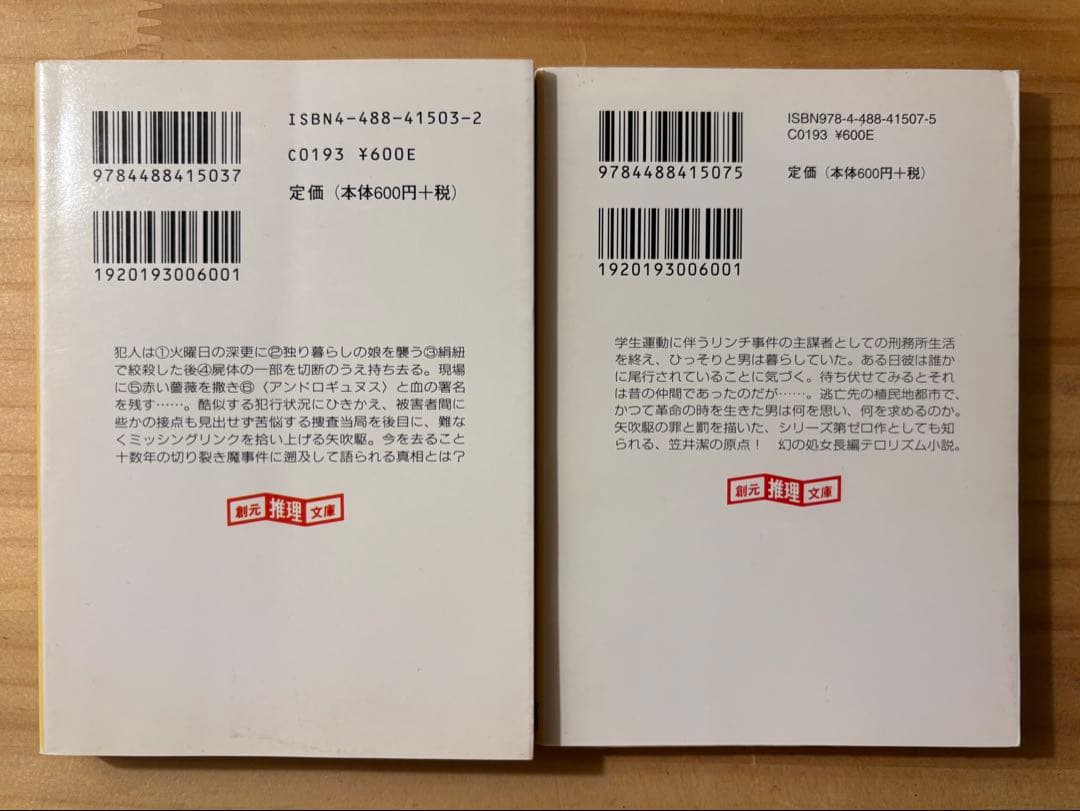 ISBN4-488-41503-2
C0193 ¥600E
9784488415037
定価（本体600円＋税）
1920193006001
犯人は①火曜日の深更に②独り暮らしの娘を襲う③絹紐
で絞殺した後④屍体の一部を切断のうえ持ち去る。現場
に⑤赤い薔薇を撒き⑥〈アンドロギュヌス〉と血の署名
を残す……。酷似する犯行状況にひきかえ、被害者間に
些かの接点も見出せず苦悩する捜査当局を後目に、難
なくミッシングリンクを拾い上げる矢吹駆。今を去ること
十数年の切り裂き魔事件に遡及して語られる真相とは？
創元推理文庫
ISBN978-4-488-41507-5
C0193 ¥600E
9784488415075
定価（本体600円＋税）
1920193006001
学生運動に伴うリンチ事件の主謀者としての刑務所生活
を終え、ひっそりと男は暮らしていた。ある日彼は誰か
に尾行されていることに気づく。待ち伏せてみるとそれ
は昔の仲間であったのだが……。逃亡先の植民地都市で、
かつて革命の時を生きた男は何を思い、何を求めるのか。
矢吹駆の罪と罰を描いた、シリーズ第ゼロ作としても知
られる、笠井潔の原点！　幻の処女長編テロリズム小説。
創元推理文庫